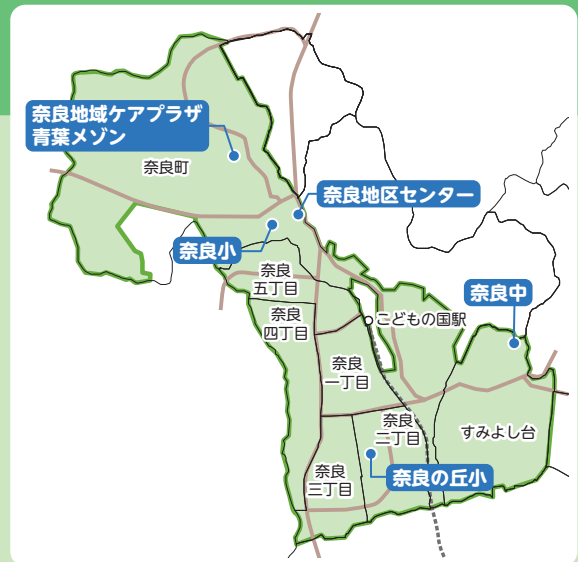 奈良地域ケアプラザ
青葉メゾン
奈良町
奈良地区センター
奈良小
奈良
五丁目
奈良中
奈良
四丁目
こどもの国駅
奈良
一丁目
奈良
二丁目
すみよし台
奈良
三丁目
奈良の丘小